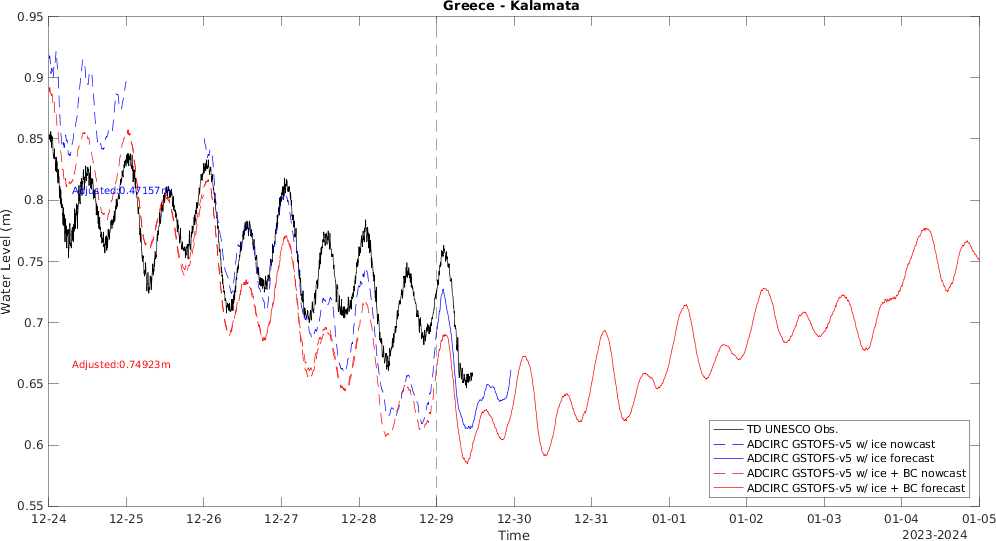 Greece - Kalamata
0.95
0.9
0.85
0.8
0.75
0.7
0.65
0.6
0.55
Water Level (m)
Adjusted:0.47157m
Adjusted:0.74923m
TD UNESCO Obs.
ADCIRC GSTOFS-v5 w/ ice nowcast
ADCIRC GSTOFS-v5 w/ ice forecast
ADCIRC GSTOFS-v5 w/ ice + BC nowcast
ADCIRC GSTOFS-v5 w/ ice + BC forecast
12-24 12-25 12-26 12-27 12-28 12-29 12-30 12-31 01-01 01-02 01-03 01-04 01-05
Time
2023-2024